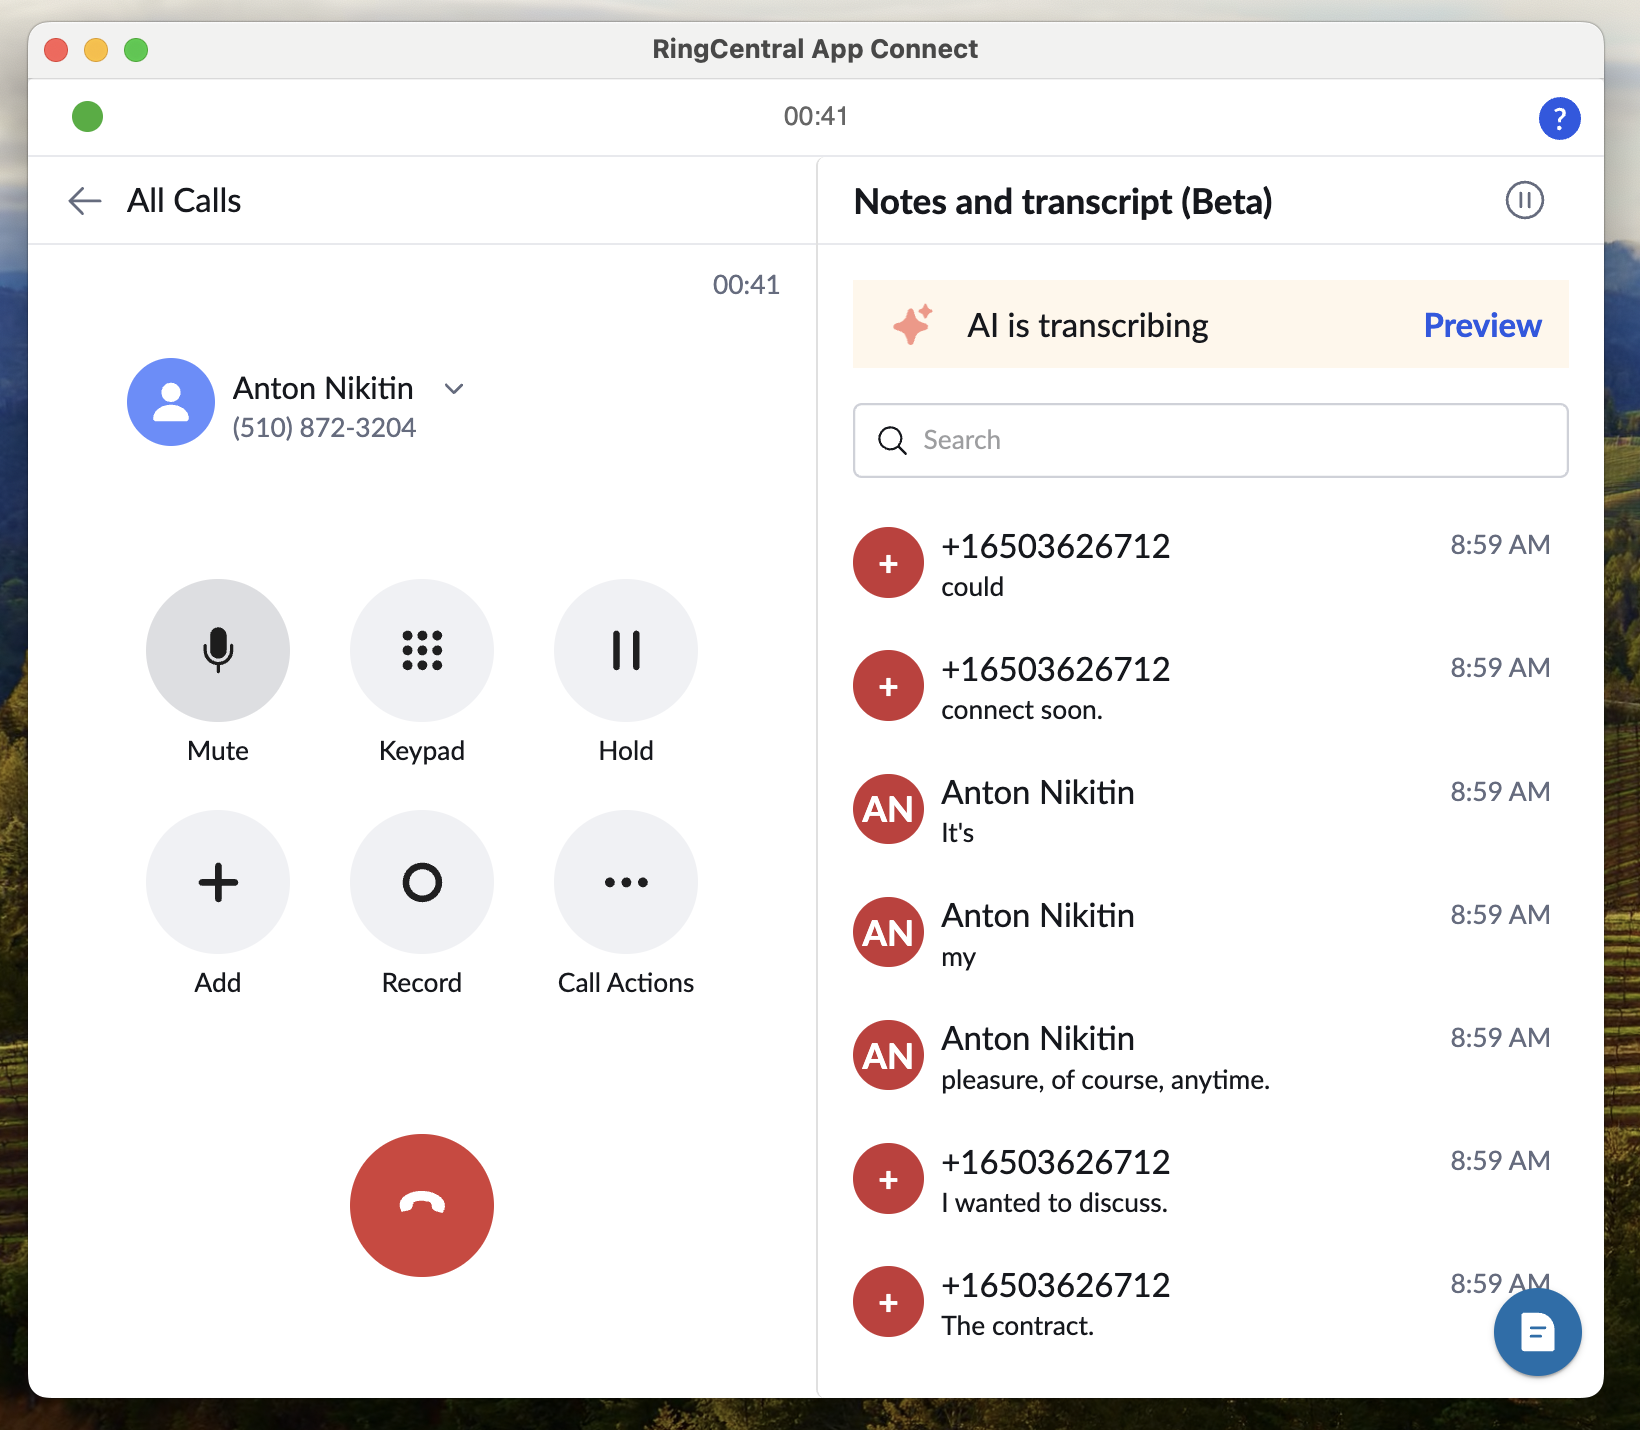 RingCentral App Connect
00:41
?
All Calls
00:41
Anton Nikitin
(510) 872-3204
Mute
Keypad
Hold
Add
Record
Call Actions
Notes and transcript (Beta)
AI is transcribing
Preview
Search
+16503626712 8:59 AM
could
+16503626712 8:59 AM
connect soon.
AN Anton Nikitin 8:59 AM
It's
AN Anton Nikitin 8:59 AM
my
AN Anton Nikitin 8:59 AM
pleasure, of course, anytime.
+16503626712 8:59 AM
I wanted to discuss.
+16503626712 8:59 AM
The contract.